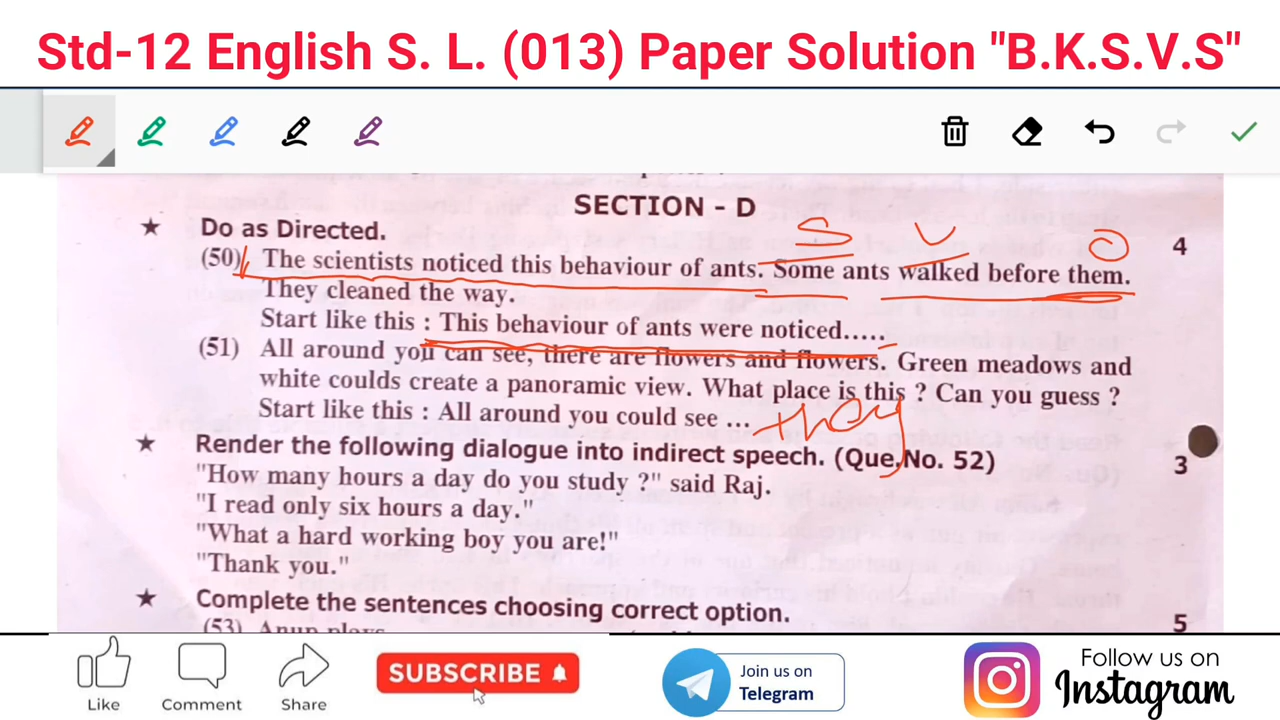 Std-12 English S. L. (013) Paper Solution "B.K.S.V.S"
SECTION - D
★ Do as Directed. 4
(50) The scientists noticed this behaviour of ants. Some ants walked before them.
S V O
They cleaned the way.
Start like this : This behaviour of ants were noticed.....
(51) All around you can see, there are flowers and flowers. Green meadows and
white coulds create a panoramic view. What place is this ? Can you guess ?
Start like this : All around you could see ... they
★ Render the following dialogue into indirect speech. (Que.No. 52) 3
"How many hours a day do you study ?" said Raj.
"I read only six hours a day."
"What a hard working boy you are!"
"Thank you."
★ Complete the sentences choosing correct option. 5
(53) Anup plays
Like
Comment
Share
SUBSCRIBE
Join us on
Telegram
Follow us on
Instagram